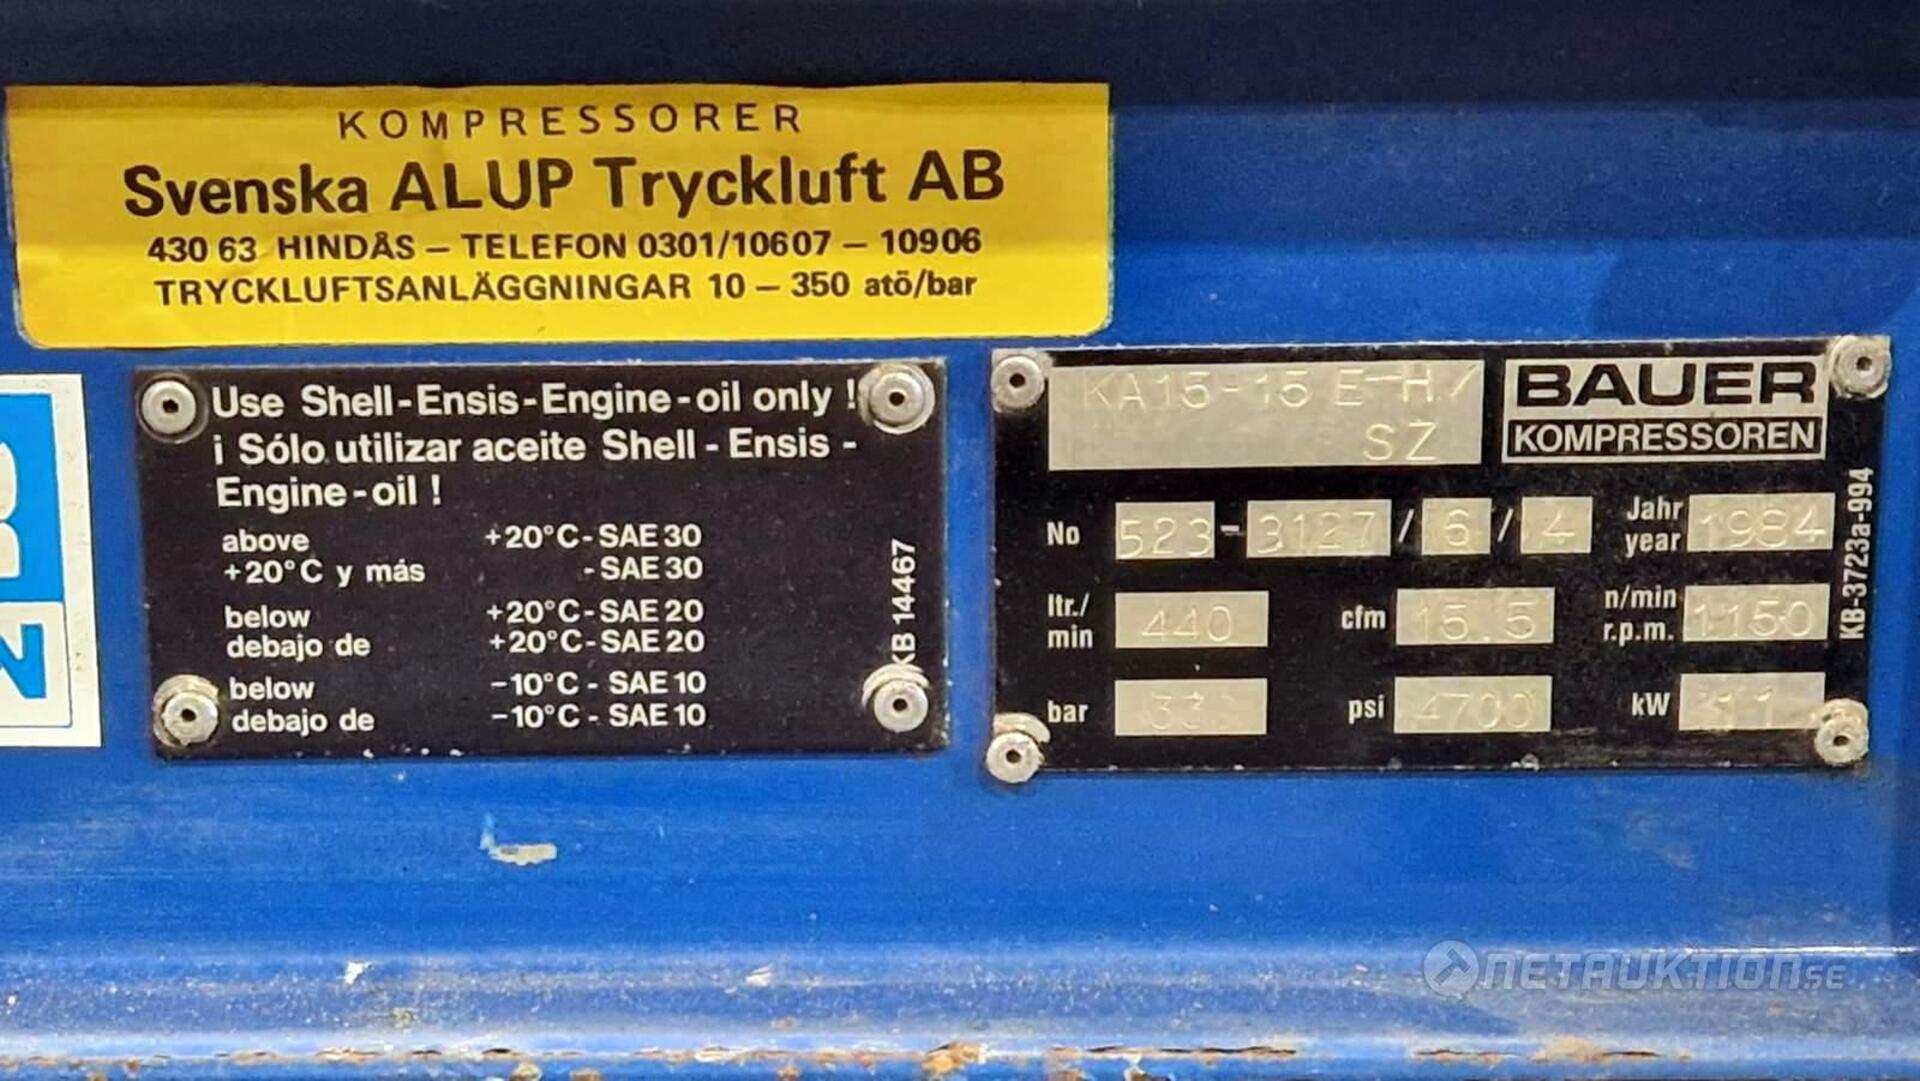 KOMPRESSORER
Svenska ALUP Tryckluft AB
430 63 HINDÅS – TELEFON 0301/10607 – 10906
TRYCKLUFTSANLÄGGNINGAR 10 – 350 atö/bar
Use Shell-Ensis-Engine-oil only !
¡ Sólo utilizar aceite Shell - Ensis -
Engine-oil !
above +20°C - SAE 30
+20°C y más - SAE 30
below +20°C - SAE 20
debajo de +20°C - SAE 20
below -10°C - SAE 10
debajo de -10°C - SAE 10
KB 14467
KA15-15 E-H/
SZ
BAUER
KOMPRESSOREN
No 523-3127/6/4
Jahr
year 1984
ltr./
min 440
cfm 15.5
n/min
r.p.m. 1150
bar
psi 4700
kW 11
KB-3723a-994
NETAUKTION.SE